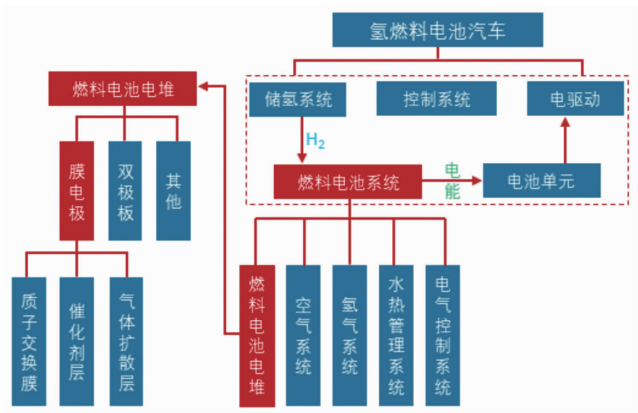 氢燃料电池汽车
燃料电池电堆
储氢系统
控制系统
电驱动
H₂
膜电极
双极板
其他
燃料电池系统
电能
电池单元
质子交换膜
催化剂层
气体扩散层
燃料电池电堆
空气系统
氢气系统
水热管理系统
电气控制系统